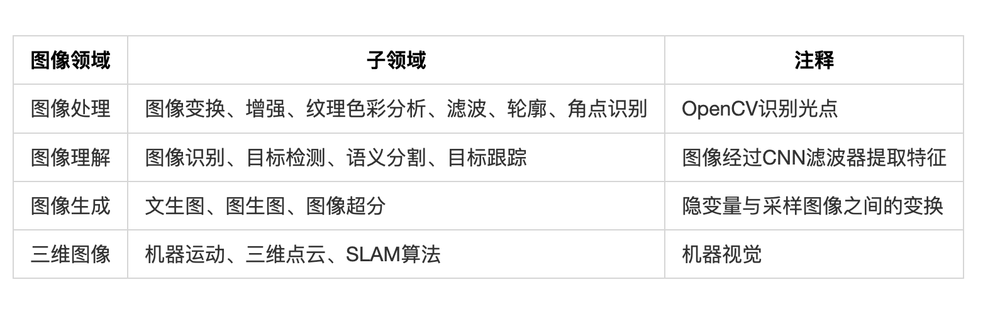 图像领域 子领域 注释
图像处理 图像变换、增强、纹理色彩分析、滤波、轮廓、角点识别 OpenCV识别光点
图像理解 图像识别、目标检测、语义分割、目标跟踪 图像经过CNN滤波器提取特征
图像生成 文生图、图生图、图像超分 隐变量与采样图像之间的变换
三维图像 机器运动、三维点云、SLAM算法 机器视觉